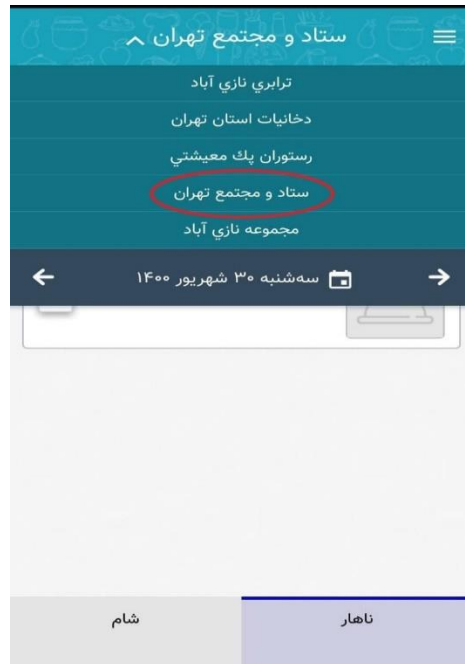 ستاد و مجتمع تهران
ترابري نازي آباد
دخانيات استان تهران
رستوران پك معيشتي
ستاد و مجتمع تهران
مجموعه نازي آباد
سه‌شنبه ۳۰ شهریور ۱۴۰۰
ناهار
شام